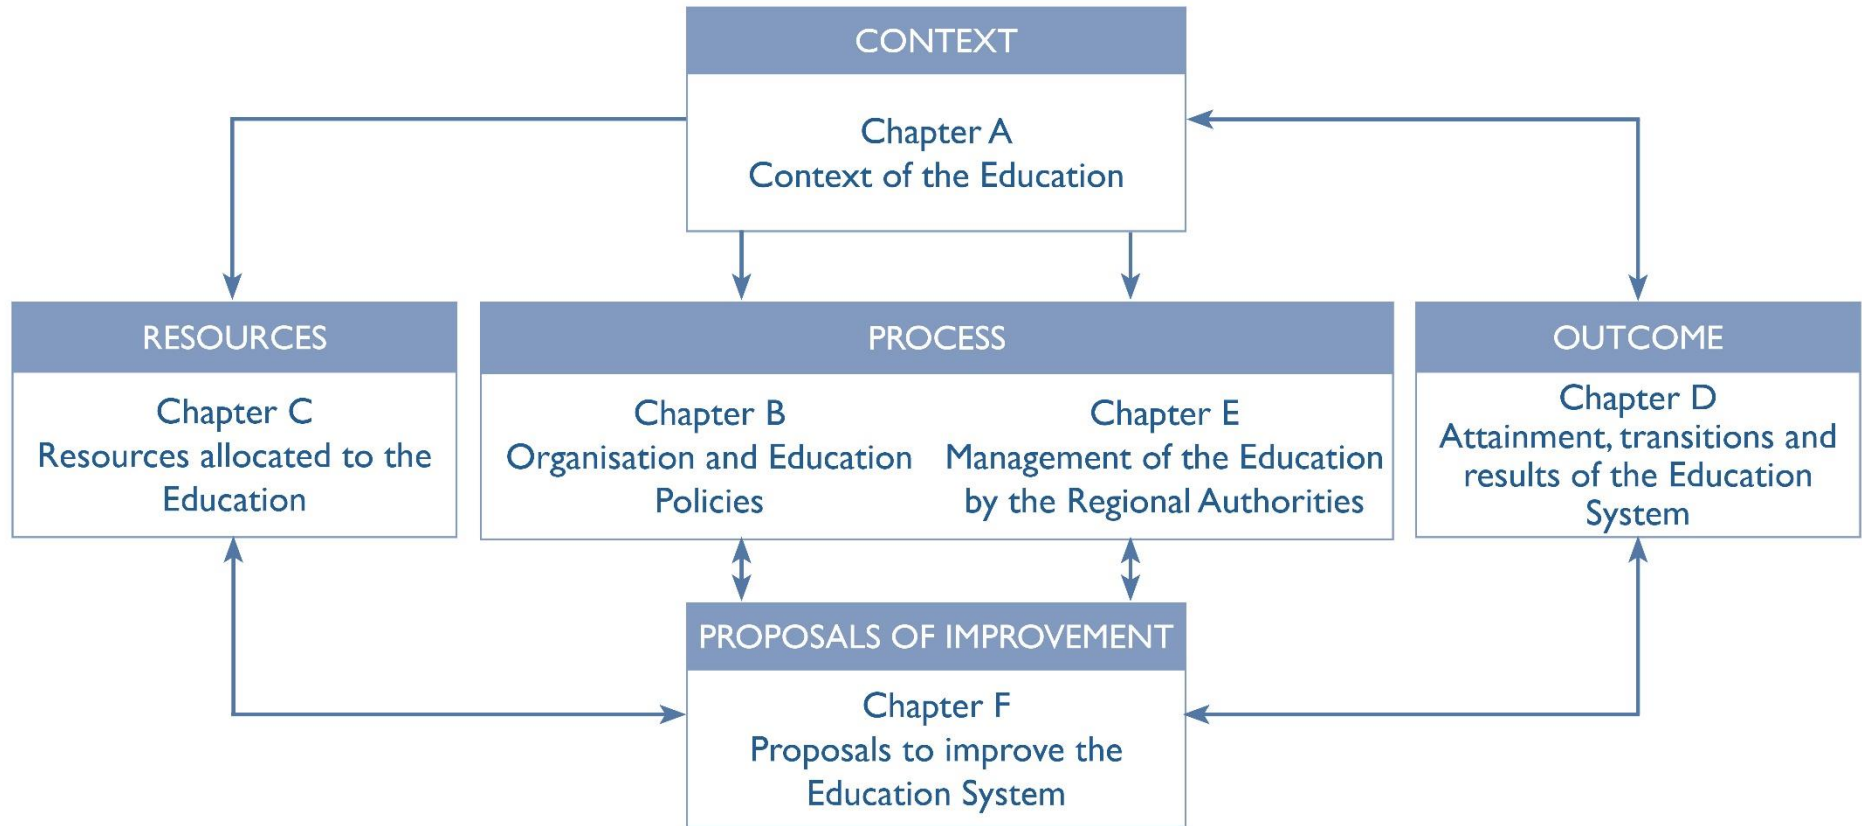 CONTEXT
Chapter A
Context of the Education
RESOURCES
Chapter C
Resources allocated to the
Education
PROCESS
Chapter B
Organisation and Education
Policies
Chapter E
Management of the Education
by the Regional Authorities
OUTCOME
Chapter D
Attainment, transitions and
results of the Education
System
PROPOSALS OF IMPROVEMENT
Chapter F
Proposals to improve the
Education System